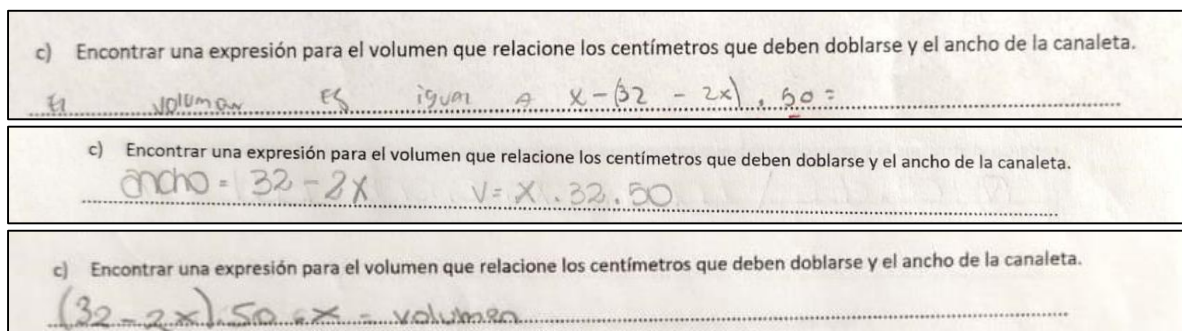 c) Encontrar una expresión para el volumen que relacione los centímetros que deben doblarse y el ancho de la canaleta.
El volumen es igual a x-(32 - 2x) . 50 =
c) Encontrar una expresión para el volumen que relacione los centímetros que deben doblarse y el ancho de la canaleta.
ancho = 32 - 2x V = x . 32 . 50
c) Encontrar una expresión para el volumen que relacione los centímetros que deben doblarse y el ancho de la canaleta.
(32 - 2x) . 50 . x = volumen